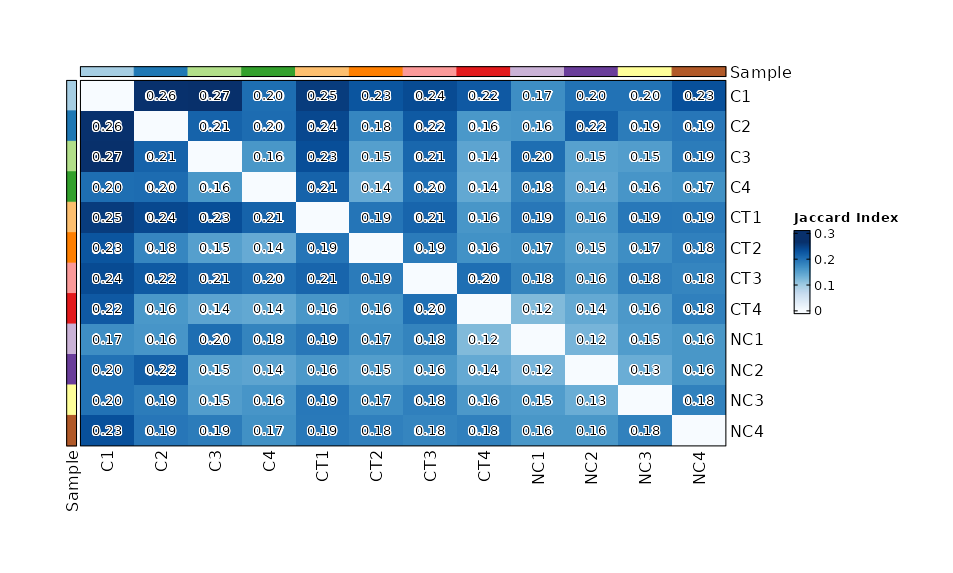 Sample
0.26 0.27 0.20 0.25 0.23 0.24 0.22 0.17 0.20 0.20 0.23 C1
0.26 0.21 0.20 0.24 0.18 0.22 0.16 0.16 0.22 0.19 0.19 C2
0.27 0.21 0.16 0.23 0.15 0.21 0.14 0.20 0.15 0.15 0.19 C3
0.20 0.20 0.16 0.21 0.14 0.20 0.14 0.18 0.14 0.16 0.17 C4
0.25 0.24 0.23 0.21 0.19 0.21 0.16 0.19 0.16 0.19 0.19 CT1
0.23 0.18 0.15 0.14 0.19 0.19 0.16 0.17 0.15 0.17 0.18 CT2
0.24 0.22 0.21 0.20 0.21 0.19 0.20 0.18 0.16 0.18 0.18 CT3
0.22 0.16 0.14 0.14 0.16 0.16 0.20 0.12 0.14 0.16 0.18 CT4
0.17 0.16 0.20 0.18 0.19 0.17 0.18 0.12 0.12 0.15 0.16 NC1
0.20 0.22 0.15 0.14 0.16 0.15 0.16 0.14 0.12 0.13 0.16 NC2
0.20 0.19 0.15 0.16 0.19 0.17 0.18 0.16 0.15 0.13 0.18 NC3
0.23 0.19 0.19 0.17 0.19 0.18 0.18 0.18 0.16 0.16 0.18 NC4
Sample C1 C2 C3 C4 CT1 CT2 CT3 CT4 NC1 NC2 NC3 NC4
Jaccard Index
0.3
0.2
0.1
0